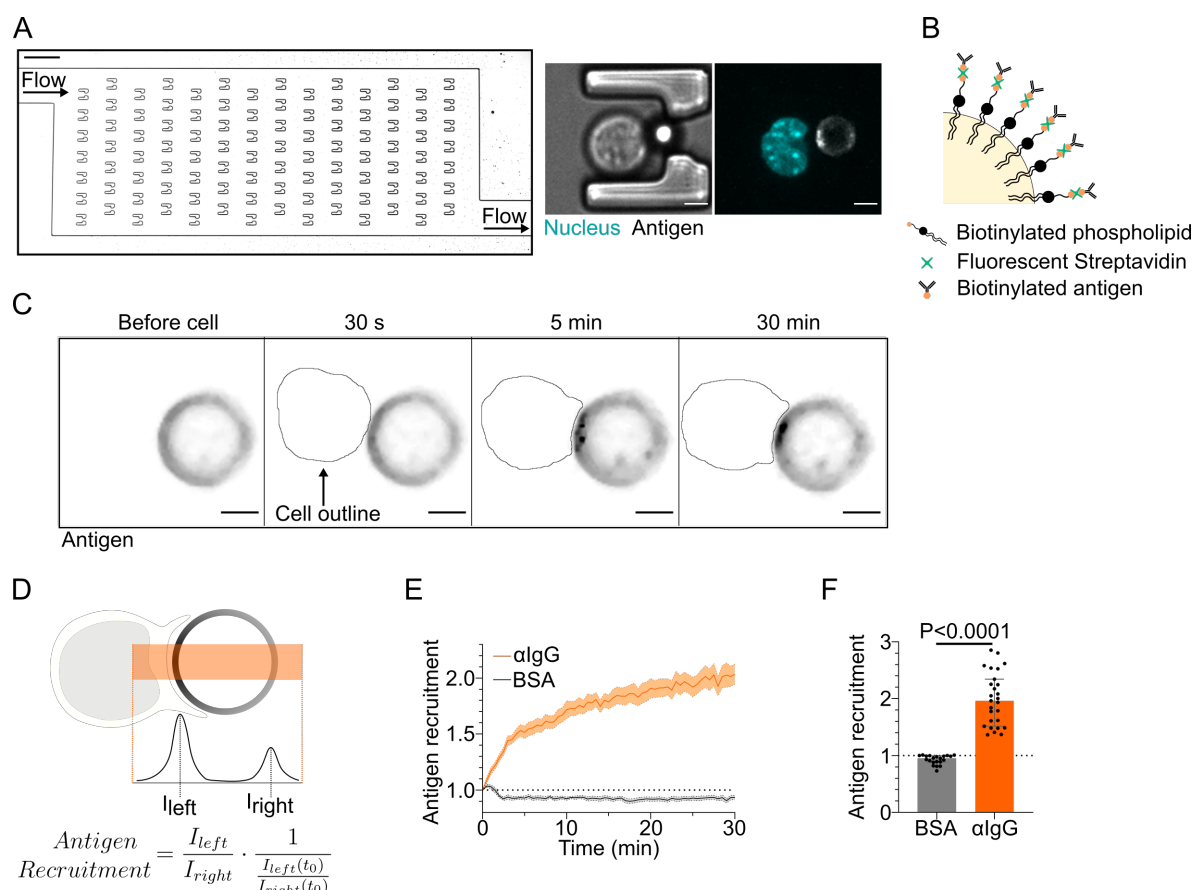 A
Flow
Flow
Nucleus Antigen
B
Biotinylated phospholipid
Fluorescent Streptavidin
Biotinylated antigen
C
Before cell
30 s
5 min
30 min
Cell outline
Antigen
D
Ileft
Iright
Antigen Recruitment = Ileft / Iright · 1 / (Ileft(t0) / Iright(t0))
E
Antigen recruitment
αIgG
BSA
2.0
1.5
1.0
0
10
20
30
Time (min)
F
P<0.0001
Antigen recruitment
3
2
1
0
2
3
BSA
αIgG